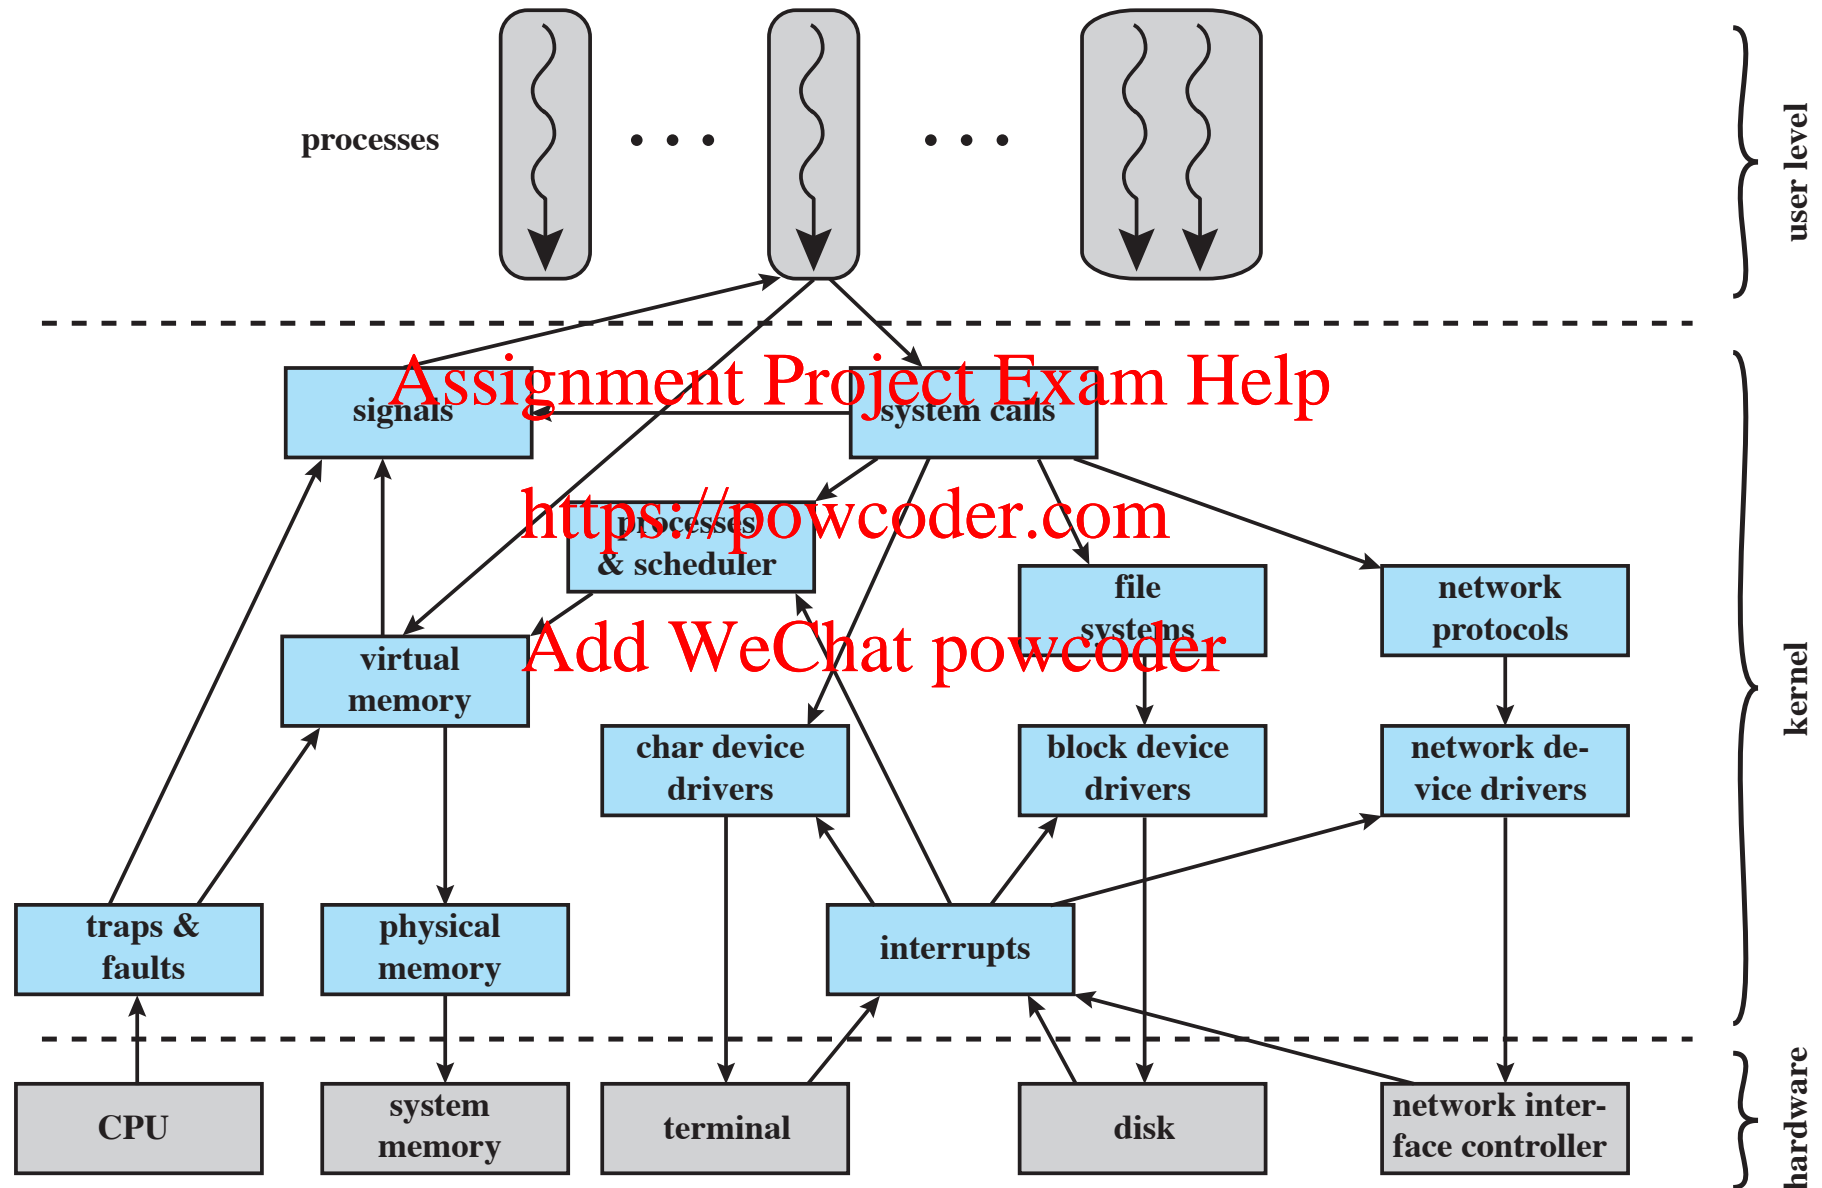 processes
user level
Assignment Project Exam Help
signals
system calls
https://powcoder.com
processes
& scheduler
file
systems
network
protocols
Add WeChat powcoder
virtual
memory
kernel
char device
drivers
block device
drivers
network de-
vice drivers
traps &
faults
physical
memory
interrupts
CPU
system
memory
terminal
disk
network inter-
face controller
hardware